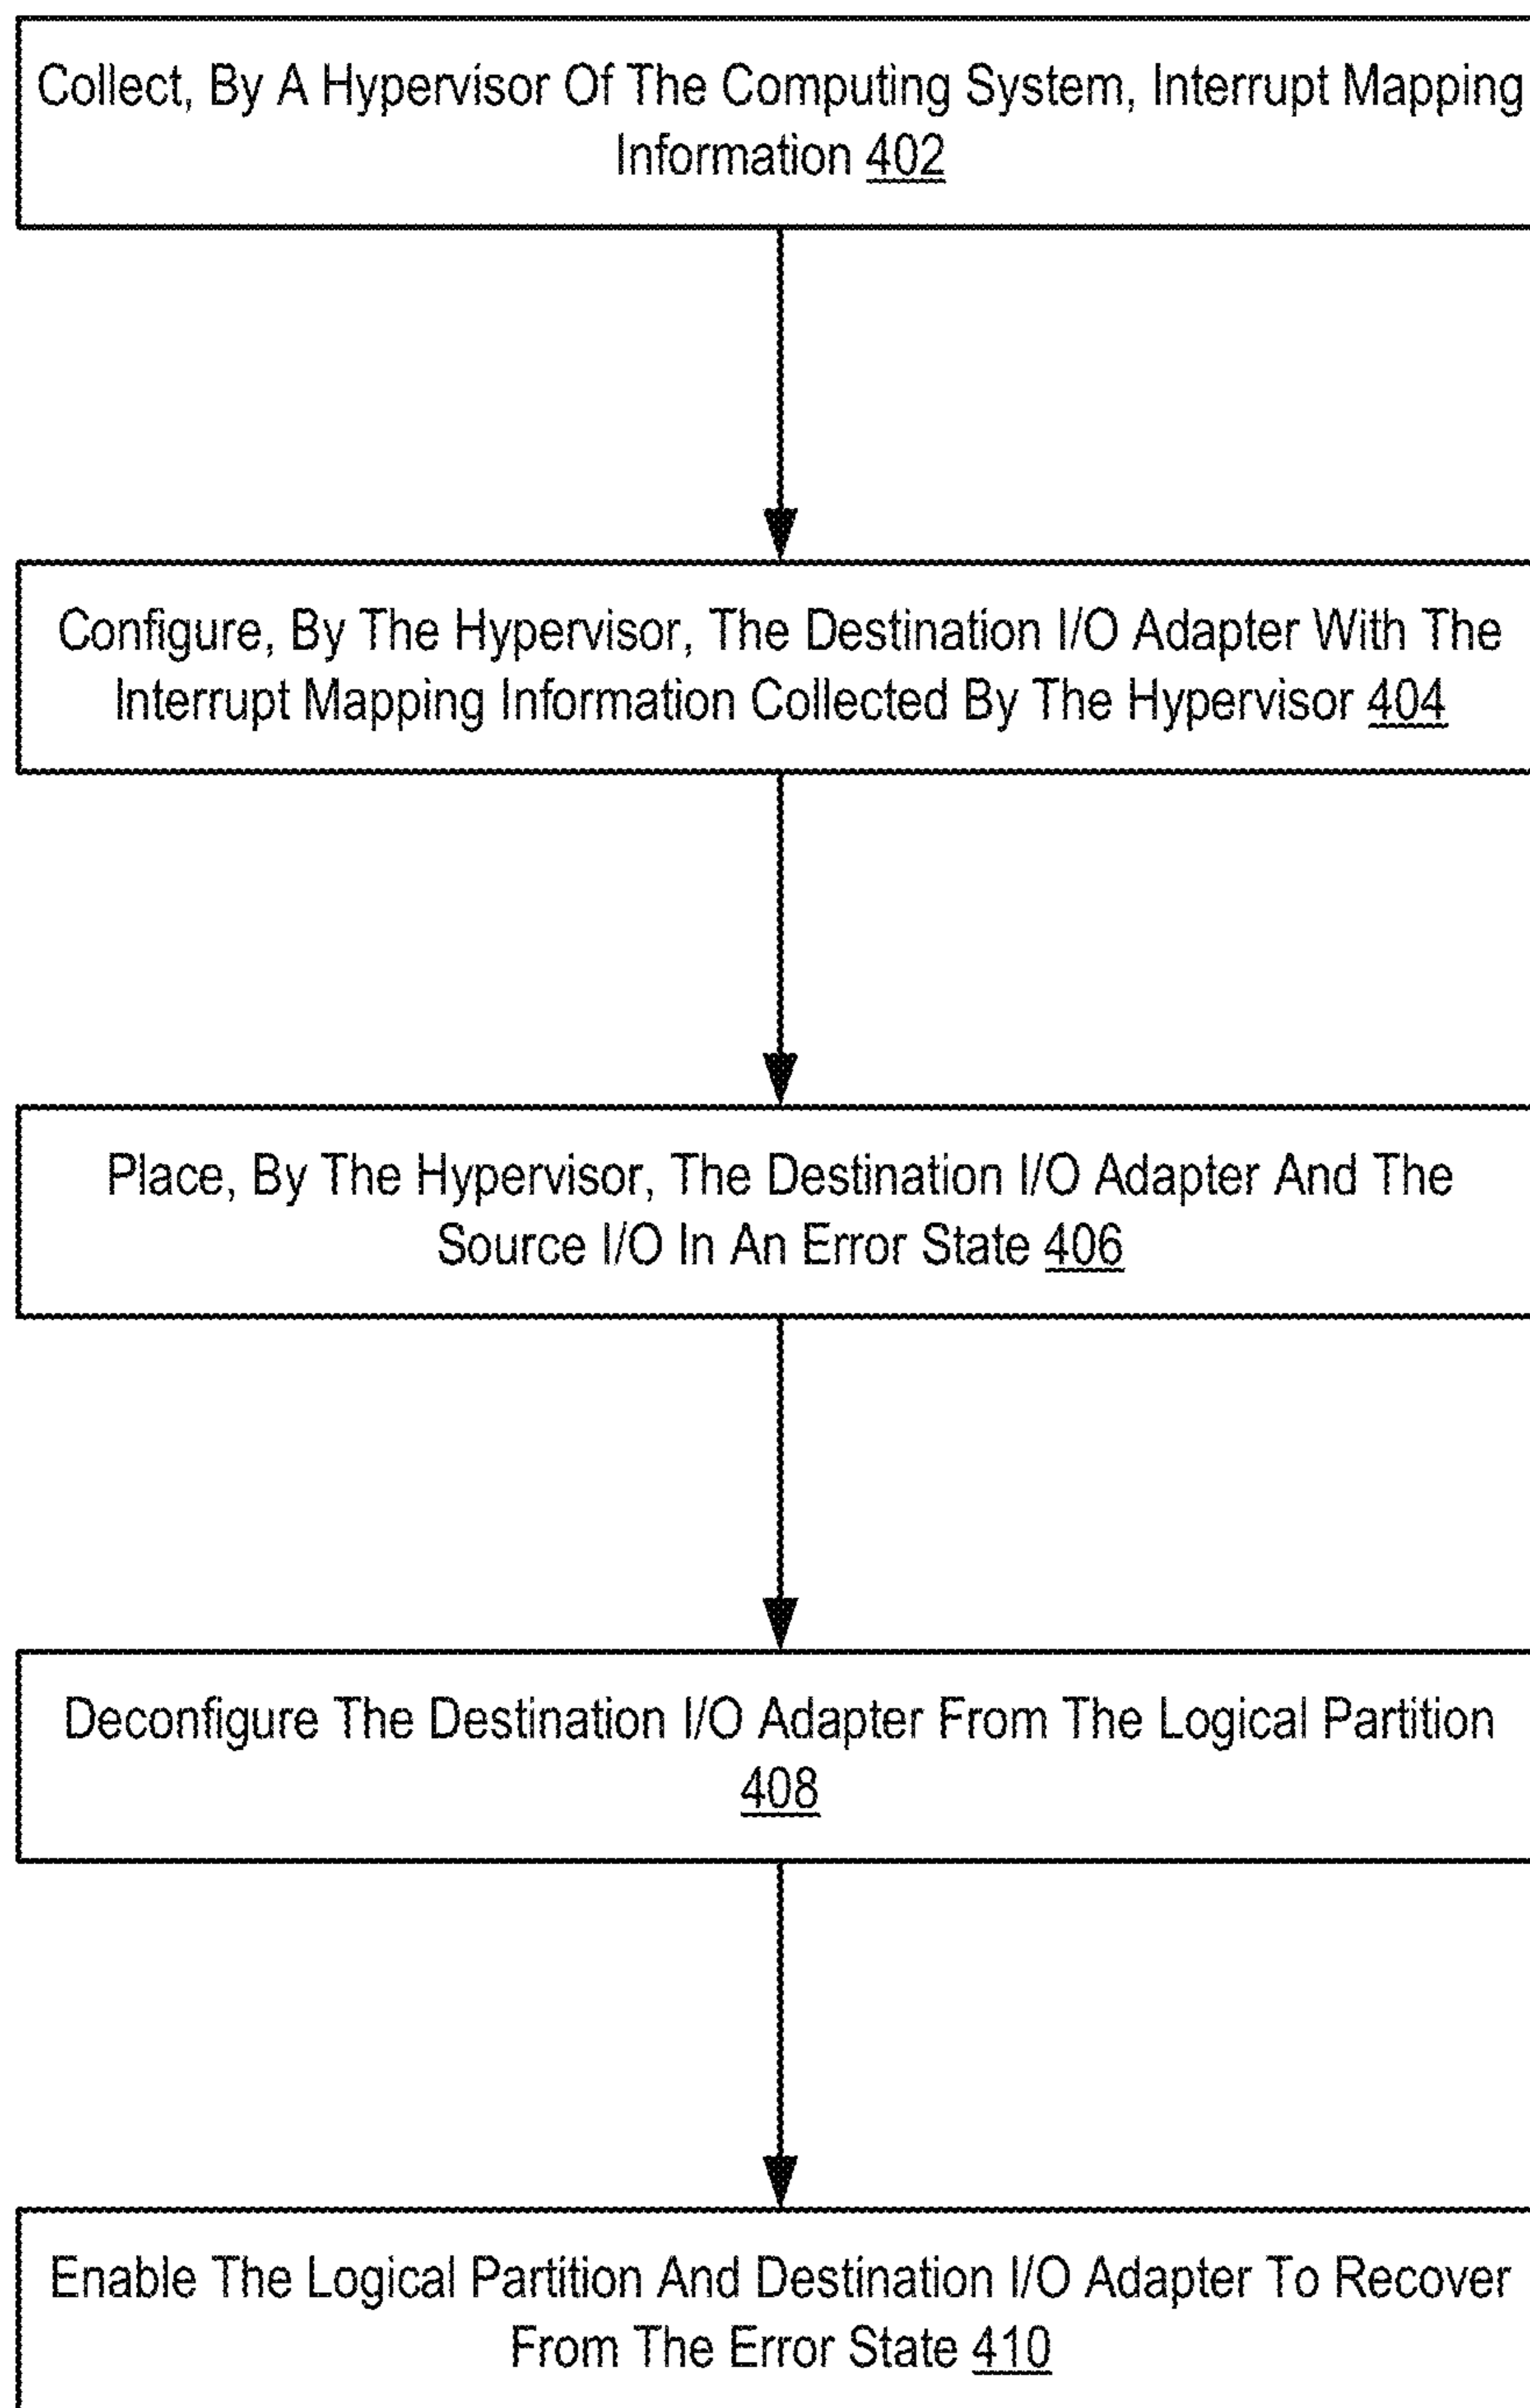 Collect, By A Hypervisor Of The Computing System, Interrupt Mapping
Information 402
Configure, By The Hypervisor, The Destination I/O Adapter With The
Interrupt Mapping Information Collected By The Hypervisor 404
Place, By The Hypervisor, The Destination I/O Adapter And The
Source I/O In An Error State 406
Deconfigure The Destination I/O Adapter From The Logical Partition
408
Enable The Logical Partition And Destination I/O Adapter To Recover
From The Error State 410